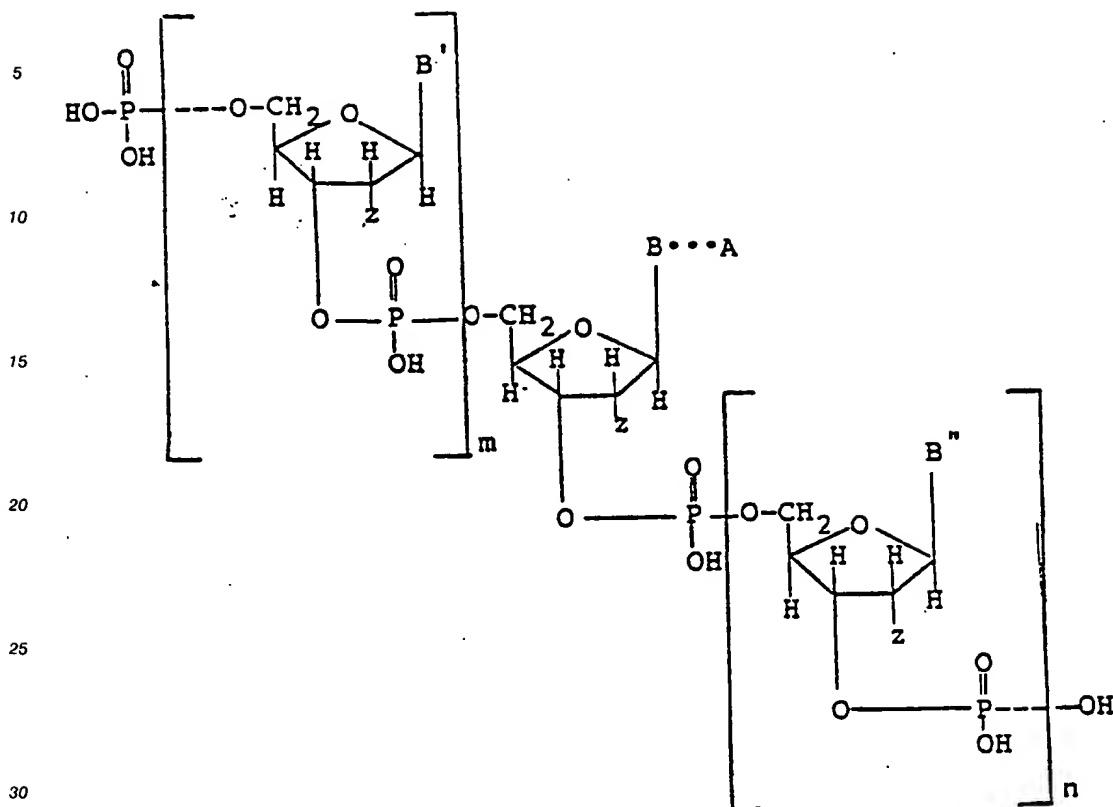 5
O
B'
HO-P----O-CH₂
O
OH
H
H
H
H
z
10
O
B•••A
O-P-O-CH₂
O
OH
15
H
H
H
H
z
m
O
B"
20
O-P-O-CH₂
O
OH
H
H
H
H
z
25
O
O-P----OH
OH
n
30